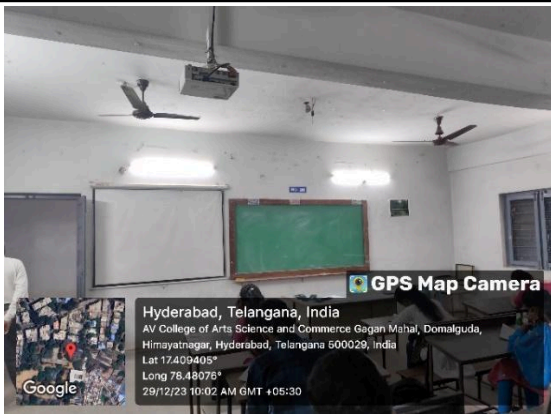 GPS Map Camera
Hyderabad, Telangana, India
AV College of Arts Science and Commerce Gagan Mahal, Domalguda,
Himayatnagar, Hyderabad, Telangana 500029, India
Lat 17.409405°
Long 78.48076°
29/12/23 10:02 AM GMT +05:30
Google